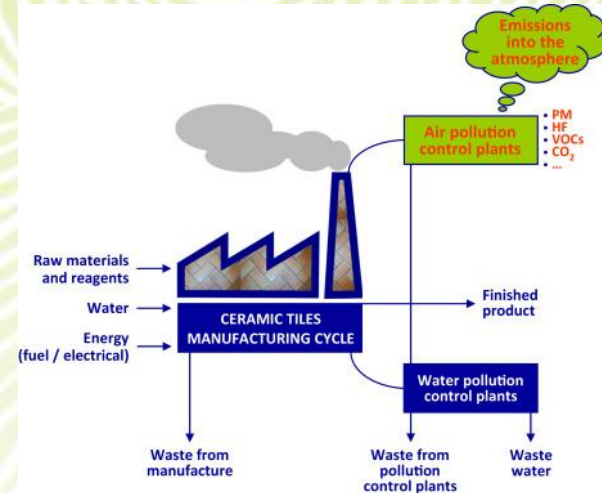 Emissions
into the
atmosphere
Air pollution
control plants
• PM
• HF
• VOCs
• CO₂
• ...
Raw materials
and reagents
Water
Energy
(fuel / electrical)
CERAMIC TILES
MANUFACTURING CYCLE
Finished
product
Water pollution
control plants
Waste from
manufacture
Waste from
pollution
control plants
Waste
water